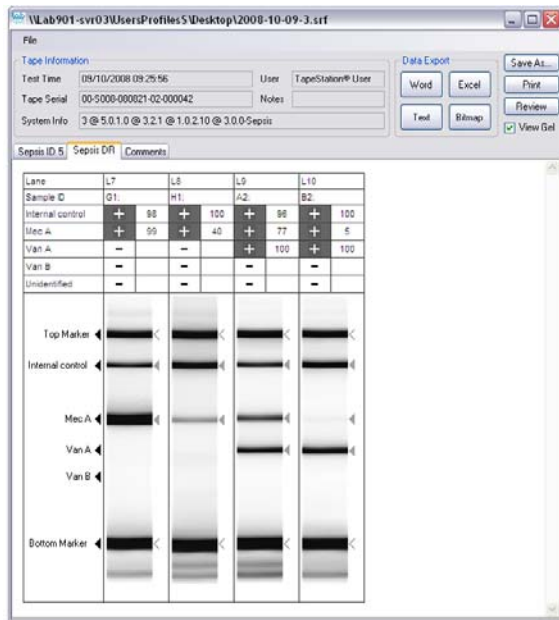 \\Lab901-svr03\UsersProfiles$\Desktop\2008-10-09-3.srf
File
Tape Information
Test Time 09/10/2008 09:25:56 User TapeStation® User
Tape Serial 00-S008-000821-02-000042 Notes
System Info 3 @ 5.0.1.0 @ 3.2.1 @ 1.0.2.10 @ 3.0.0-Sepsis
Data Export
Word Excel
Text Bitmap
Save As...
Print
Review
View Gel
Sepsis ID 5 Sepsis DR Comments
Lane L7 L8 L9 L10
Sample ID G1: H1: A2: B2:
Internal control + 98 + 100 + 96 + 100
Mec A + 99 + 40 + 77 + 5
Van A - - + 100 + 100
Van B - - - -
Unidentified - - - -
Top Marker
Internal control
Mec A
Van A
Van B
Bottom Marker